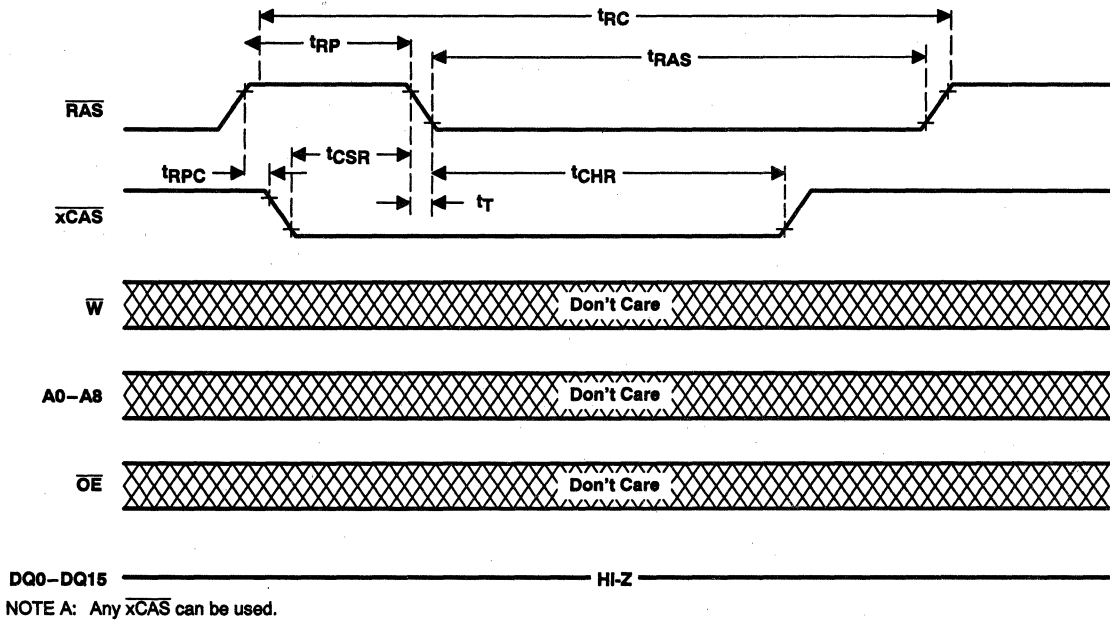 tRC
tRP
tRAS
RAS
tCSR
tRPC
tCHR
tT
xCAS
W
Don't Care
A0–A8
Don't Care
OE
Don't Care
DQ0–DQ15
HI-Z
NOTE A: Any xCAS can be used.